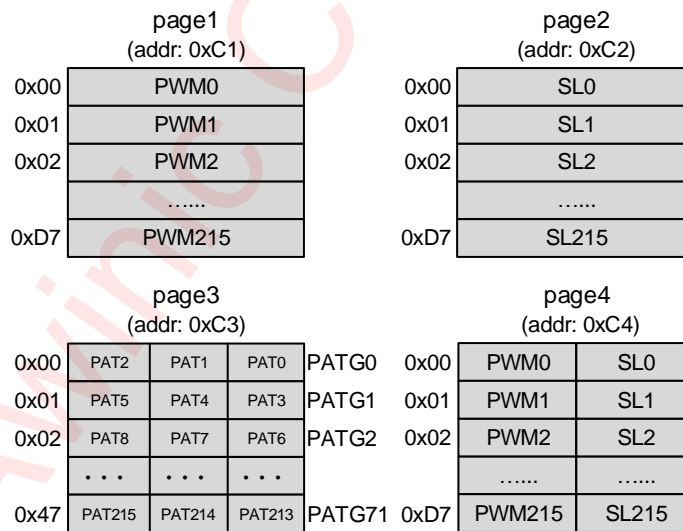 page1
(addr: 0xC1)
0x00 PWM0
0x01 PWM1
0x02 PWM2
…...
0xD7 PWM215
page2
(addr: 0xC2)
0x00 SL0
0x01 SL1
0x02 SL2
…...
0xD7 SL215
page3
(addr: 0xC3)
0x00 PAT2 PAT1 PAT0 PATG0
0x01 PAT5 PAT4 PAT3 PATG1
0x02 PAT8 PAT7 PAT6 PATG2
··· ··· ···
0x47 PAT215 PAT214 PAT213 PATG71
page4
(addr: 0xC4)
0x00 PWM0 SL0
0x01 PWM1 SL1
0x02 PWM2 SL2
…... …...
0xD7 PWM215 SL215
Awinic C